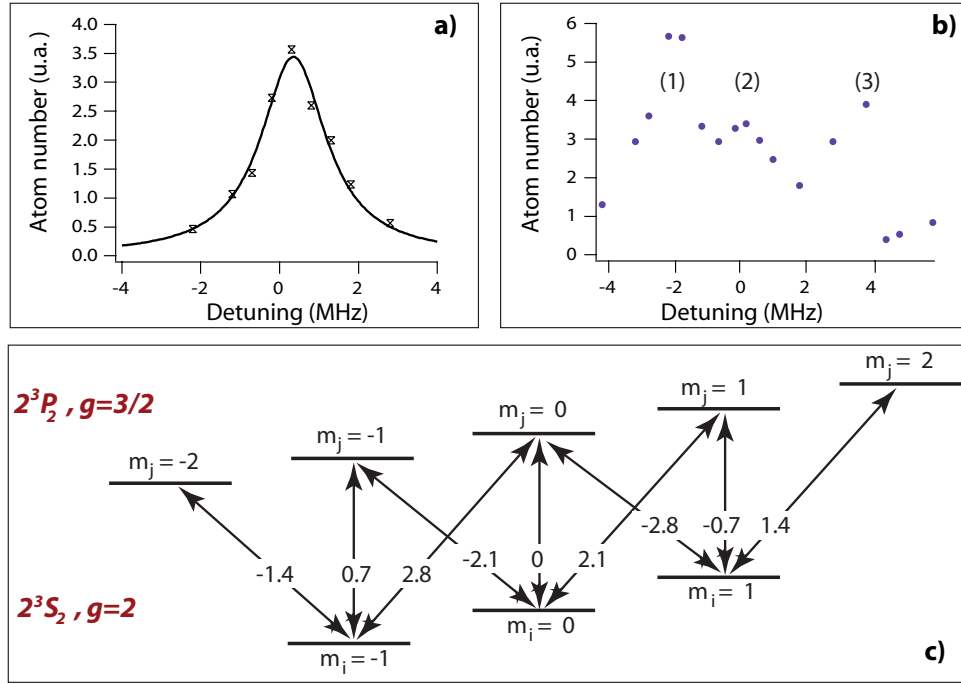 a)
Atom number (u.a.)
4.0
3.5
3.0
2.5
2.0
1.5
1.0
0.5
0.0
-4
-2
0
2
4
Detuning (MHz)
b)
Atom number (u.a.)
6
5
4
3
2
1
0
(1)
(2)
(3)
-4
-2
0
2
4
Detuning (MHz)
2³P₂ , g=3/2
m_j = 2
m_j = 1
m_j = 0
m_j = -1
m_j = -2
-1.4
0.7
2.8
-2.1
0
2.1
-2.8
-0.7
1.4
2³S₂ , g=2
m_i = 1
m_i = 0
m_i = -1
c)